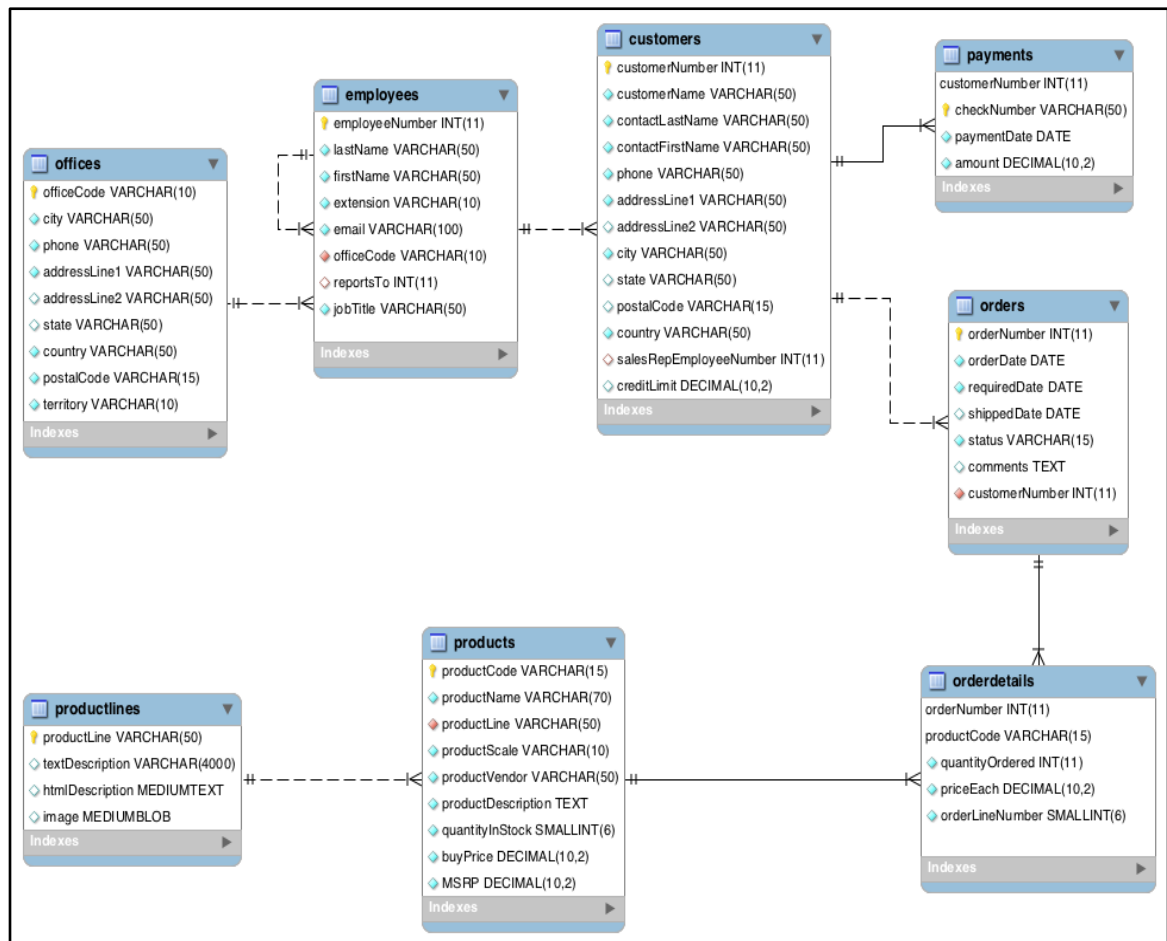 offices
officeCode VARCHAR(10)
city VARCHAR(50)
phone VARCHAR(50)
addressLine1 VARCHAR(50)
addressLine2 VARCHAR(50)
state VARCHAR(50)
country VARCHAR(50)
postalCode VARCHAR(15)
territory VARCHAR(10)
Indexes
employees
employeeNumber INT(11)
lastName VARCHAR(50)
firstName VARCHAR(50)
extension VARCHAR(10)
email VARCHAR(100)
officeCode VARCHAR(10)
reportsTo INT(11)
jobTitle VARCHAR(50)
Indexes
customers
customerNumber INT(11)
customerName VARCHAR(50)
contactLastName VARCHAR(50)
contactFirstName VARCHAR(50)
phone VARCHAR(50)
addressLine1 VARCHAR(50)
addressLine2 VARCHAR(50)
city VARCHAR(50)
state VARCHAR(50)
postalCode VARCHAR(15)
country VARCHAR(50)
salesRepEmployeeNumber INT(11)
creditLimit DECIMAL(10,2)
Indexes
payments
customerNumber INT(11)
checkNumber VARCHAR(50)
paymentDate DATE
amount DECIMAL(10,2)
Indexes
orders
orderNumber INT(11)
orderDate DATE
requiredDate DATE
shippedDate DATE
status VARCHAR(15)
comments TEXT
customerNumber INT(11)
Indexes
productlines
productLine VARCHAR(50)
textDescription VARCHAR(4000)
htmlDescription MEDIUMTEXT
image MEDIUMBLOB
Indexes
products
productCode VARCHAR(15)
productName VARCHAR(70)
productLine VARCHAR(50)
productScale VARCHAR(10)
productVendor VARCHAR(50)
productDescription TEXT
quantityInStock SMALLINT(6)
buyPrice DECIMAL(10,2)
MSRP DECIMAL(10,2)
Indexes
orderdetails
orderNumber INT(11)
productCode VARCHAR(15)
quantityOrdered INT(11)
priceEach DECIMAL(10,2)
orderLineNumber SMALLINT(6)
Indexes